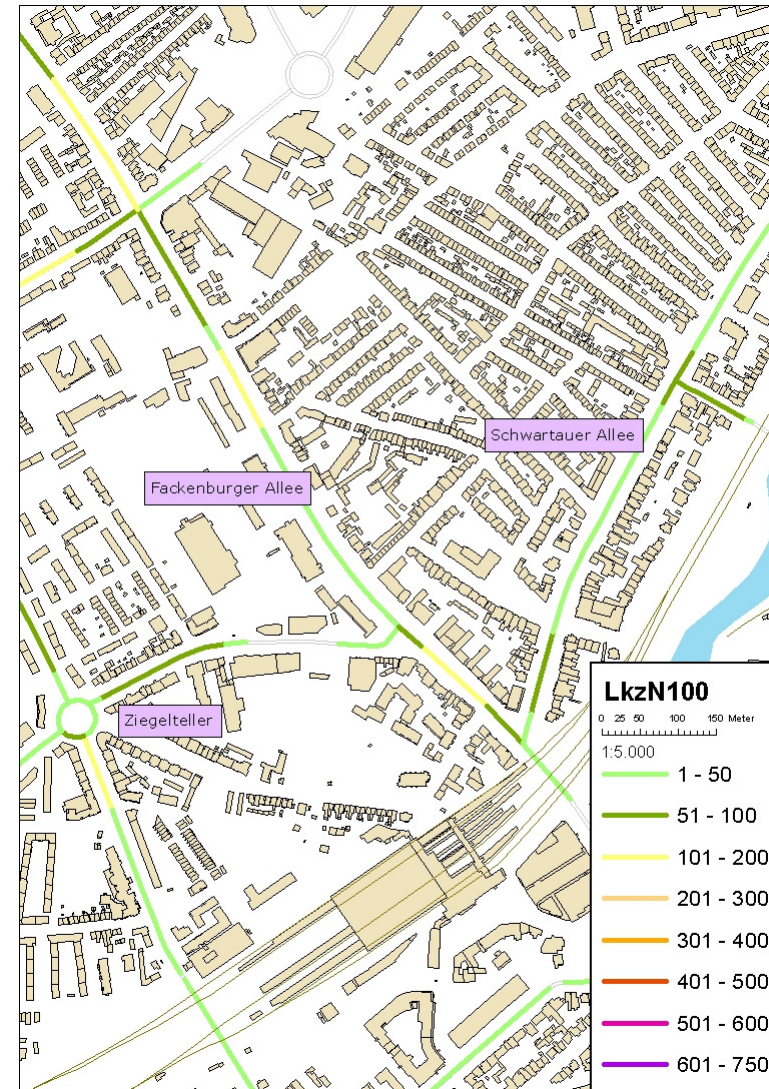 Schwartauer Allee
Fackenburger Allee
Ziegelteller
LkzN100
0 25 50 100 150 Meter
1:5.000
1 - 50
51 - 100
101 - 200
201 - 300
301 - 400
401 - 500
501 - 600
601 - 750